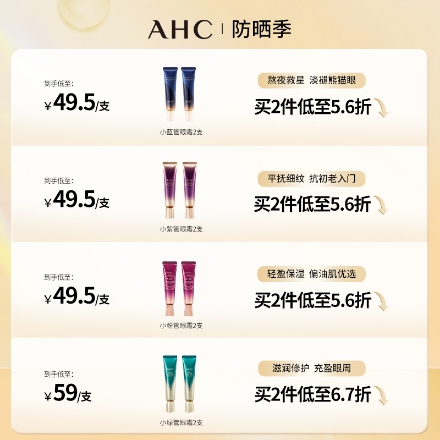 AHC | 防晒季
到手低至:
¥49.5/支
小蓝管眼霜2支
熬夜救星 淡褪熊猫眼
买2件低至5.6折
到手低至:
¥49.5/支
小紫管眼霜2支
平抚细纹 抗初老入门
买2件低至5.6折
到手低至:
¥49.5/支
小粉管眼霜2支
轻盈保湿 偏油肌优选
买2件低至5.6折
到手低至:
¥59/支
小绿管眼霜2支
滋润修护 充盈眼周
买2件低至6.7折